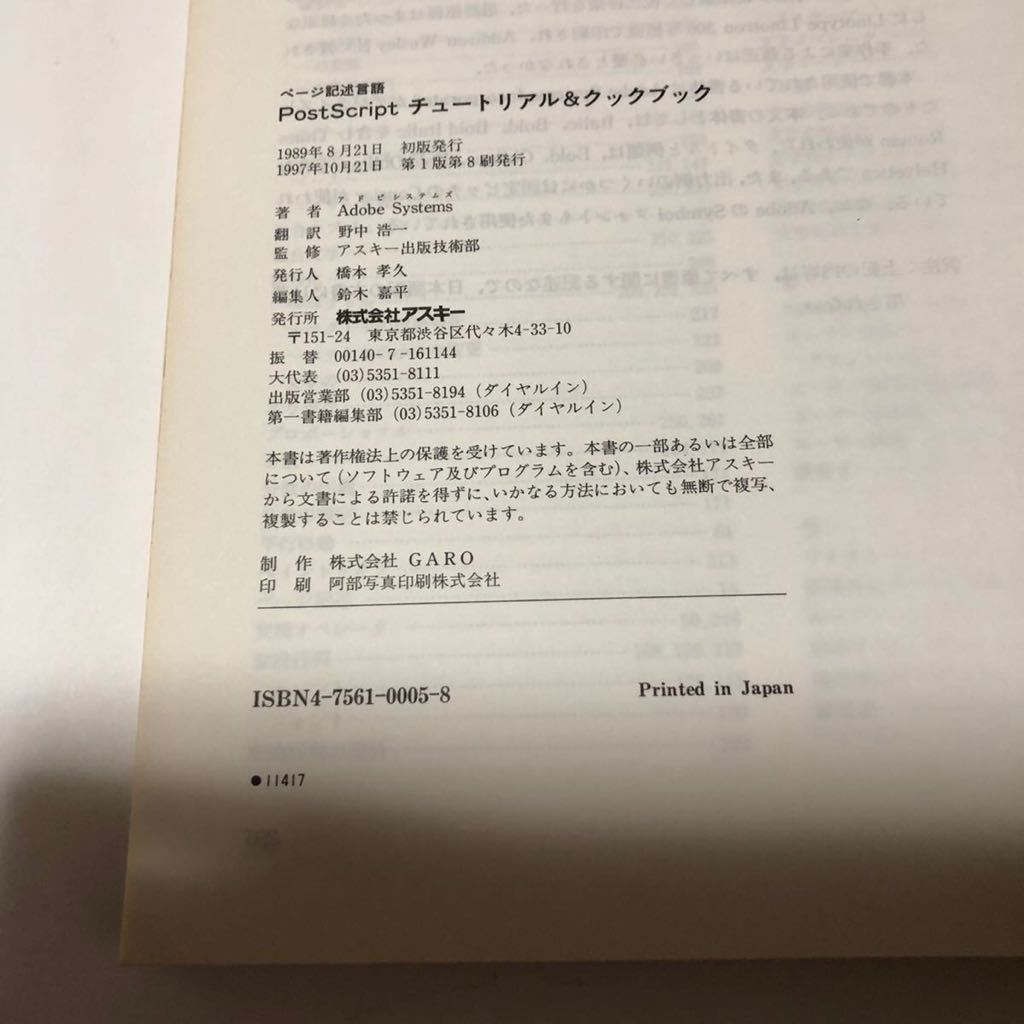 ページ記述言語
PostScript チュートリアル&クックブック
1989年8月21日 初版発行
1997年10月21日 第1版第8刷発行
アドビシステムズ
著 者 Adobe Systems
翻 訳 野中 浩一
監 修 アスキー出版技術部
発行人 橋本 孝久
編集人 鈴木 嘉平
発行所 株式会社アスキー
〒151-24 東京都渋谷区代々木4-33-10
振 替 00140-7-161144
大代表 (03)5351-8111
出版営業部 (03)5351-8194 (ダイヤルイン)
第一書籍編集部 (03)5351-8106 (ダイヤルイン)
本書は著作権法上の保護を受けています。本書の一部あるいは全部
について(ソフトウェア及びプログラムを含む)、株式会社アスキー
から文書による許諾を得ずに、いかなる方法においても無断で複写、
複製することは禁じられています。
制 作 株式会社 GARO
印 刷 阿部写真印刷株式会社
ISBN4-7561-0005-8
Printed in Japan
●11417